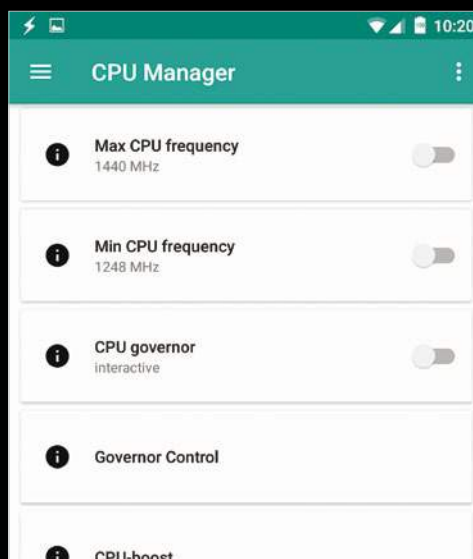 10:20
CPU Manager
Max CPU frequency
1440 MHz
Min CPU frequency
1248 MHz
CPU governor
interactive
Governor Control
CPU-boost